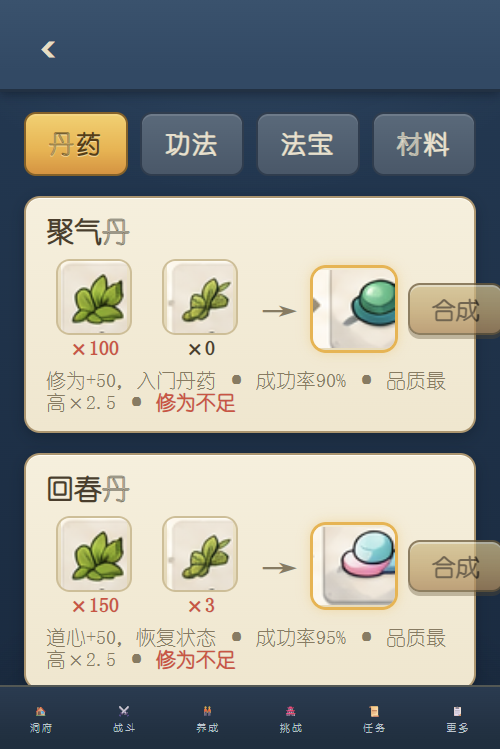 丹药 功法 法宝 材料
聚气丹
×100 ×0 合成
修为+50，入门丹药 • 成功率90% • 品质最
高×2.5 • 修为不足
回春丹
×150 ×3 合成
道心+50，恢复状态 • 成功率95% • 品质最
高×2.5 • 修为不足
洞府 战斗 养成 挑战 任务 更多